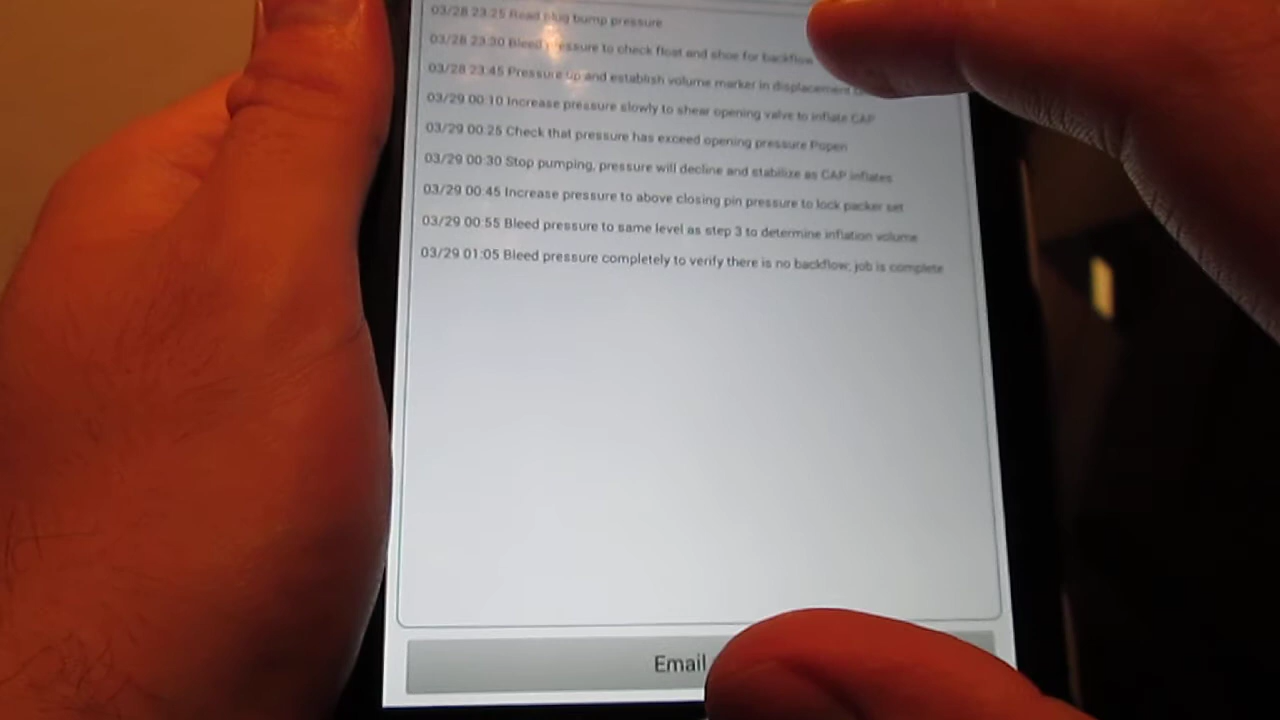 03/28 23:25 Read plug bump pressure
03/28 23:30 Bleed pressure to check float and shoe for backflow
03/28 23:45 Pressure up and establish volume marker in displacement
03/29 00:10 Increase pressure slowly to shear opening valve to inflate CAP
03/29 00:25 Check that pressure has exceed opening pressure Popen
03/29 00:30 Stop pumping, pressure will decline and stabilize as CAP inflates
03/29 00:45 Increase pressure to above closing pin pressure to lock packer set
03/29 00:55 Bleed pressure to same level as step 3 to determine inflation volume
03/29 01:05 Bleed pressure completely to verify there is no backflow, job is complete
Email